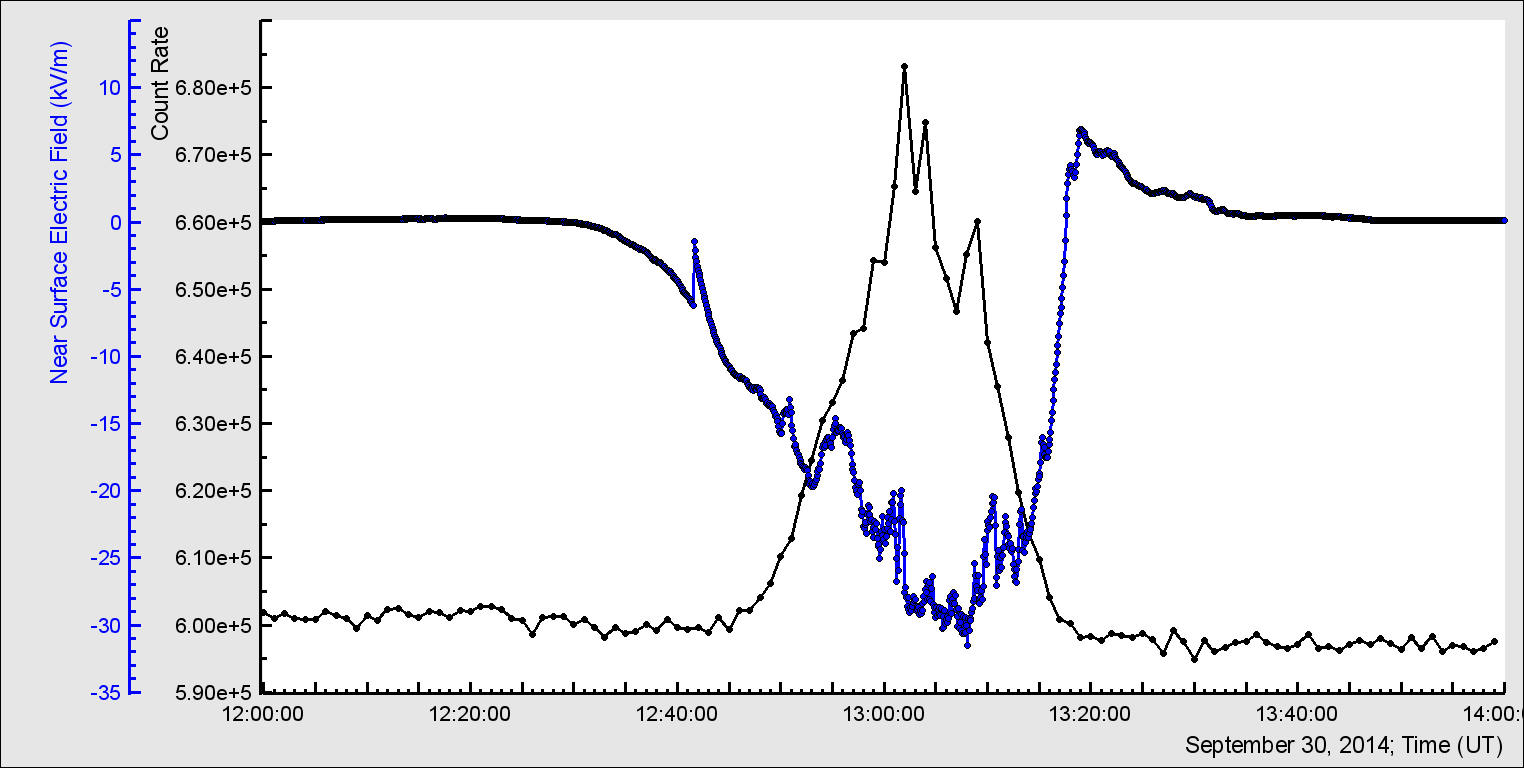 Near Surface Electric Field (kV/m)
10
5
0
-5
-10
-15
-20
-25
-30
-35
Count Rate
6.80e+5
6.70e+5
6.60e+5
6.50e+5
6.40e+5
6.30e+5
6.20e+5
6.10e+5
6.00e+5
5.90e+5
12:00:00 12:20:00 12:40:00 13:00:00 13:20:00 13:40:00 14:00:0
September 30, 2014; Time (UT)